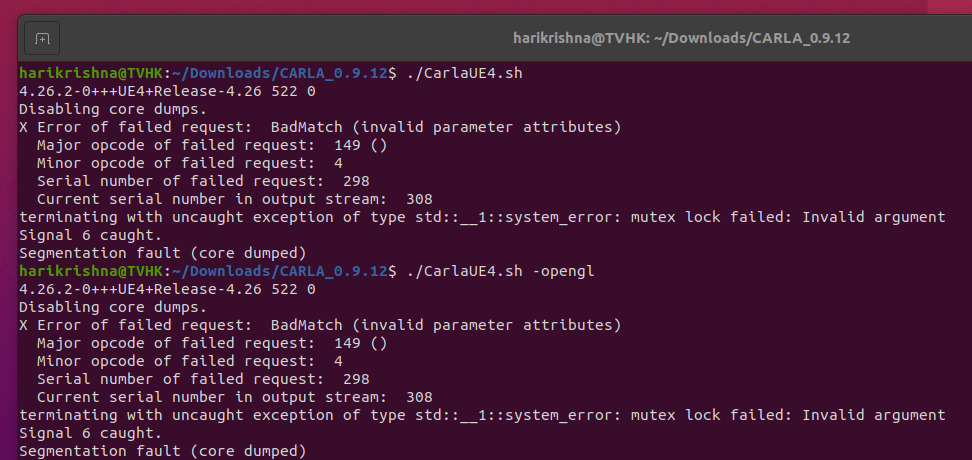 harikrishna@TVHK: ~/Downloads/CARLA_0.9.12
harikrishna@TVHK:~/Downloads/CARLA_0.9.12$ ./CarlaUE4.sh
4.26.2-0+++UE4+Release-4.26 522 0
Disabling core dumps.
X Error of failed request:  BadMatch (invalid parameter attributes)
  Major opcode of failed request:  149 ()
  Minor opcode of failed request:  4
  Serial number of failed request:  298
  Current serial number in output stream:  308
terminating with uncaught exception of type std::__1::system_error: mutex lock failed: Invalid argument
Signal 6 caught.
Segmentation fault (core dumped)
harikrishna@TVHK:~/Downloads/CARLA_0.9.12$ ./CarlaUE4.sh -opengl
4.26.2-0+++UE4+Release-4.26 522 0
Disabling core dumps.
X Error of failed request:  BadMatch (invalid parameter attributes)
  Major opcode of failed request:  149 ()
  Minor opcode of failed request:  4
  Serial number of failed request:  298
  Current serial number in output stream:  308
terminating with uncaught exception of type std::__1::system_error: mutex lock failed: Invalid argument
Signal 6 caught.
Segmentation fault (core dumped)